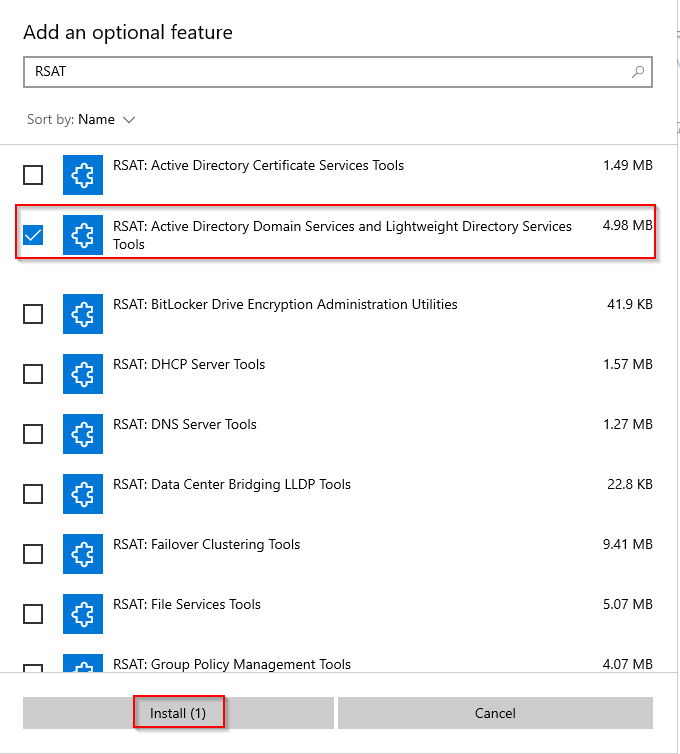 Add an optional feature
RSAT
Sort by: Name
RSAT: Active Directory Certificate Services Tools 1.49 MB
RSAT: Active Directory Domain Services and Lightweight Directory Services 4.98 MB
Tools
RSAT: BitLocker Drive Encryption Administration Utilities 41.9 KB
RSAT: DHCP Server Tools 1.57 MB
RSAT: DNS Server Tools 1.27 MB
RSAT: Data Center Bridging LLDP Tools 22.8 KB
RSAT: Failover Clustering Tools 9.41 MB
RSAT: File Services Tools 5.07 MB
RSAT: Group Policy Management Tools 4.07 MB
Install (1) Cancel